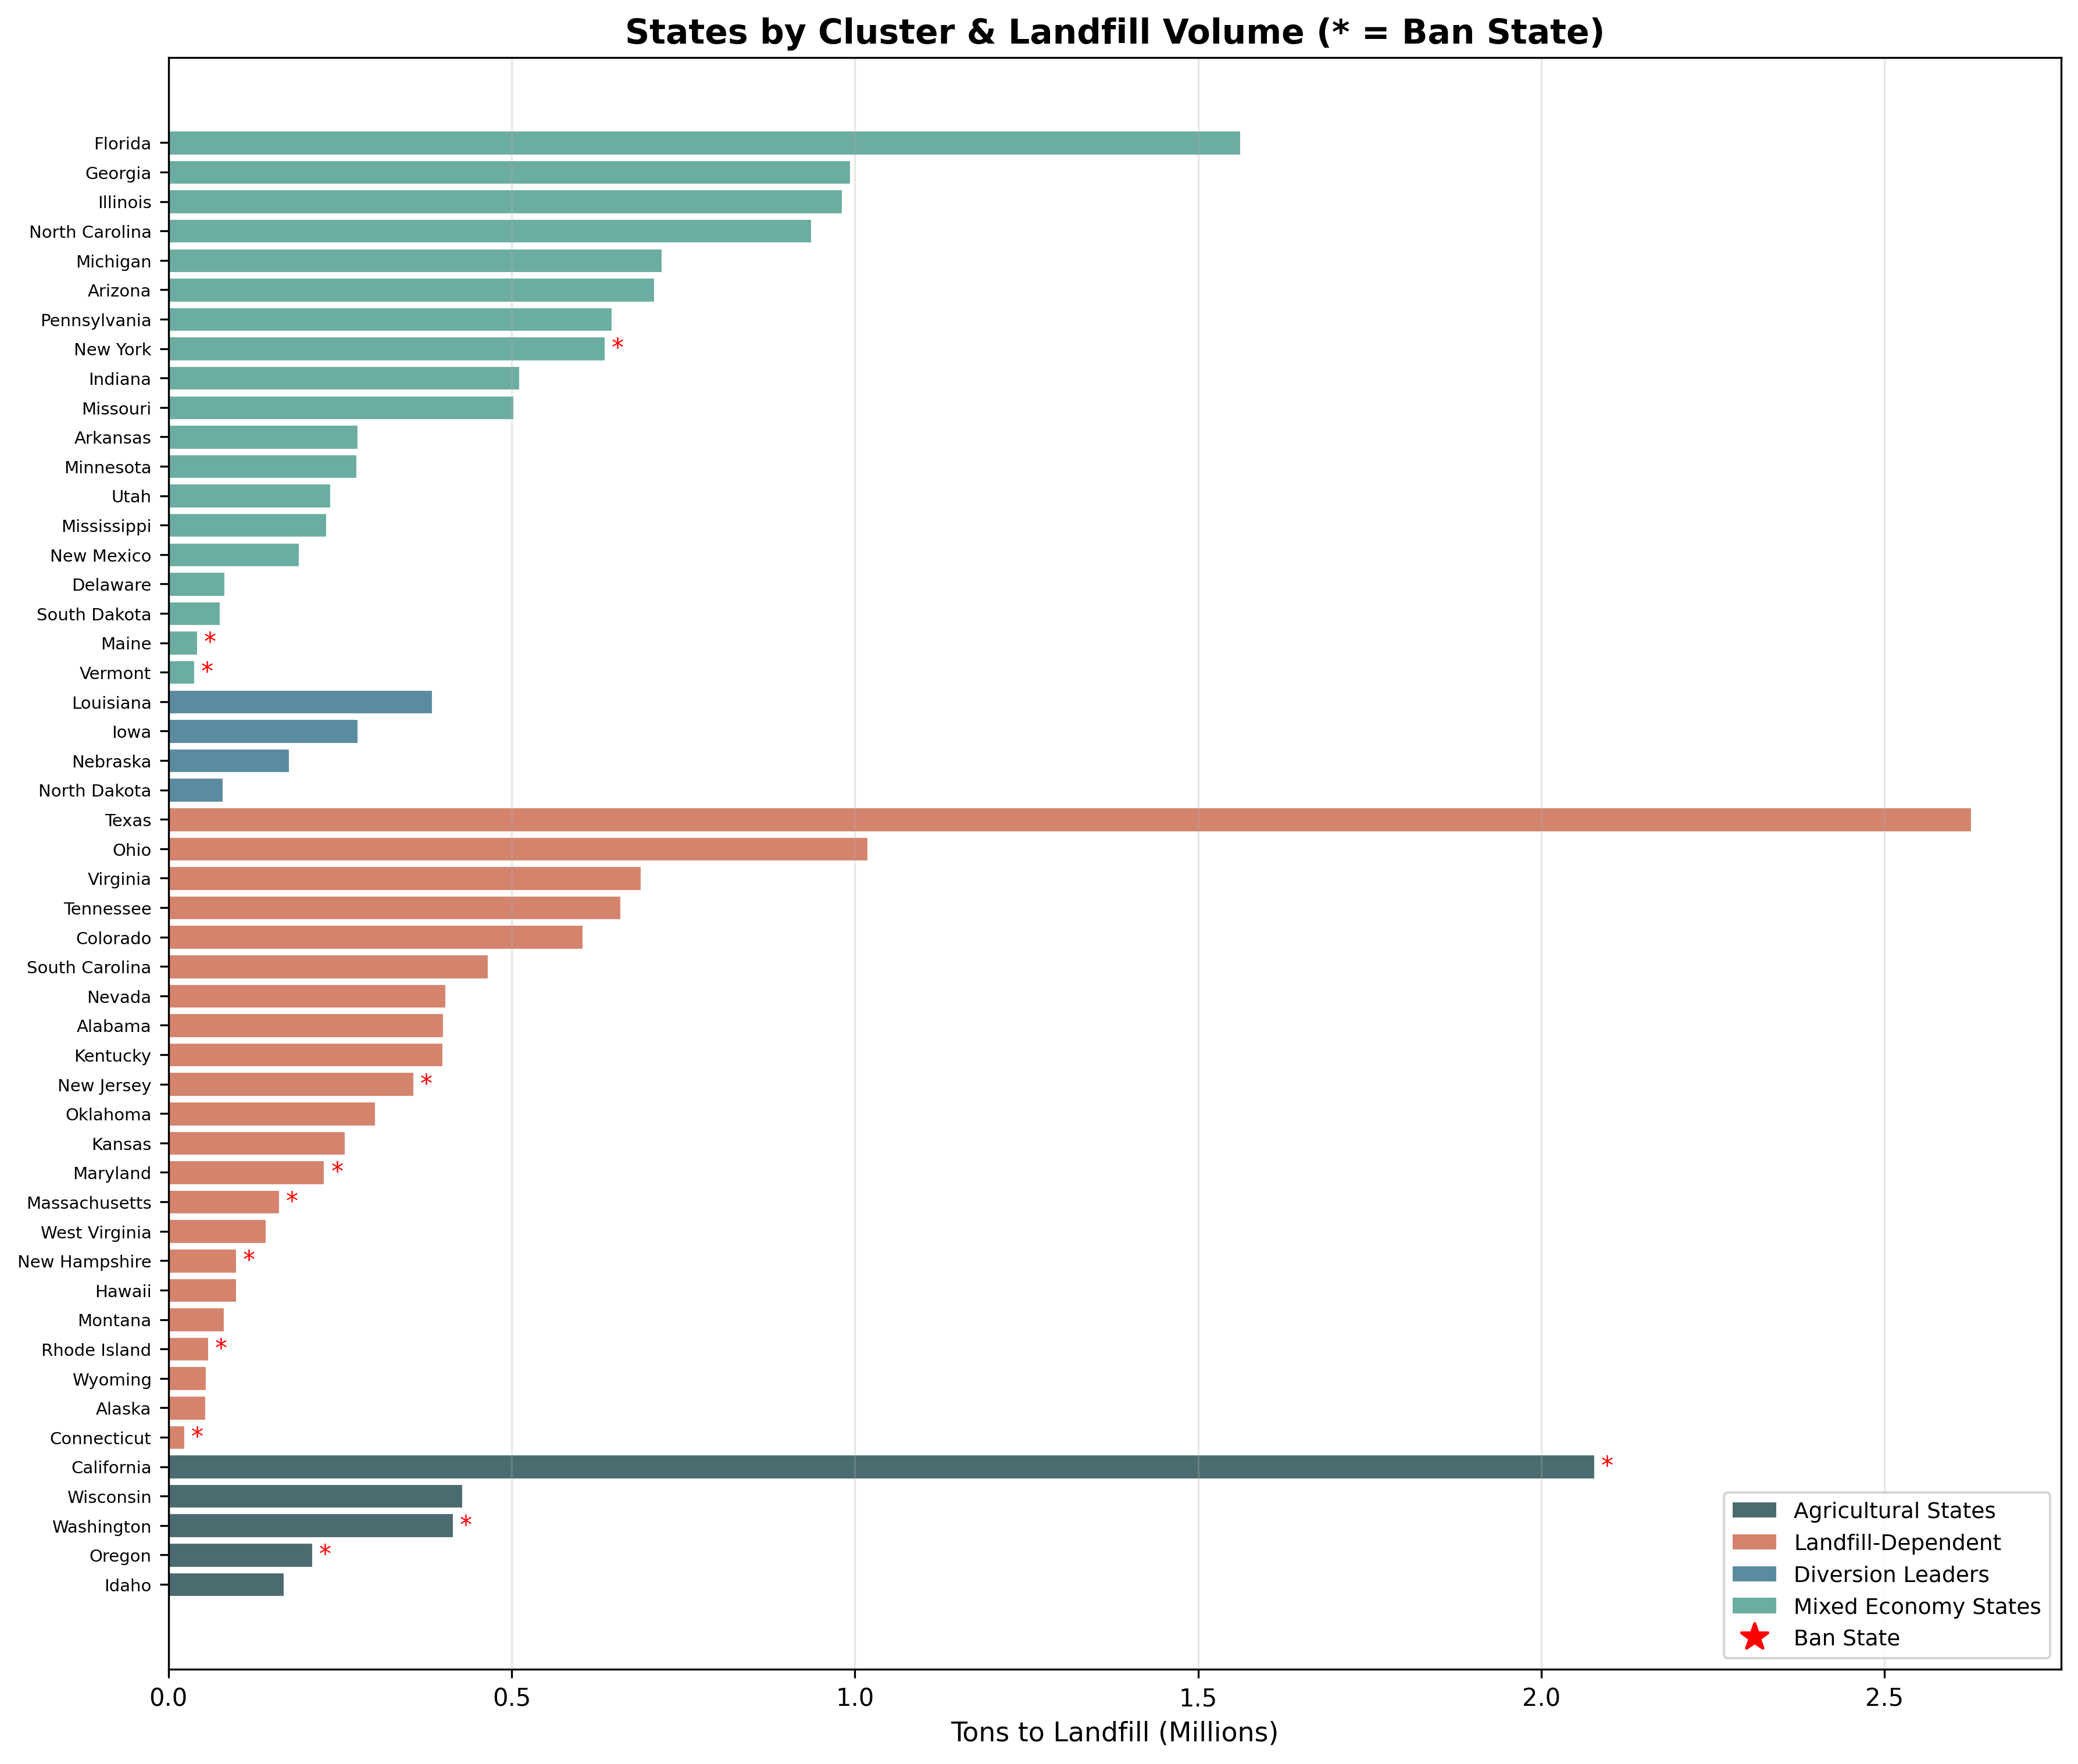 States by Cluster & Landfill Volume (* = Ban State)
Florida
Georgia
Illinois
North Carolina
Michigan
Arizona
Pennsylvania
New York *
Indiana
Missouri
Arkansas
Minnesota
Utah
Mississippi
New Mexico
Delaware
South Dakota
Maine *
Vermont *
Louisiana
Iowa
Nebraska
North Dakota
Texas
Ohio
Virginia
Tennessee
Colorado
South Carolina
Nevada
Alabama
Kentucky
New Jersey *
Oklahoma
Kansas
Maryland *
Massachusetts *
West Virginia
New Hampshire *
Hawaii
Montana
Rhode Island *
Wyoming
Alaska
Connecticut *
California *
Wisconsin
Washington *
Oregon *
Idaho
Agricultural States
Landfill-Dependent
Diversion Leaders
Mixed Economy States
Ban State
0.0 0.5 1.0 1.5 2.0 2.5
Tons to Landfill (Millions)